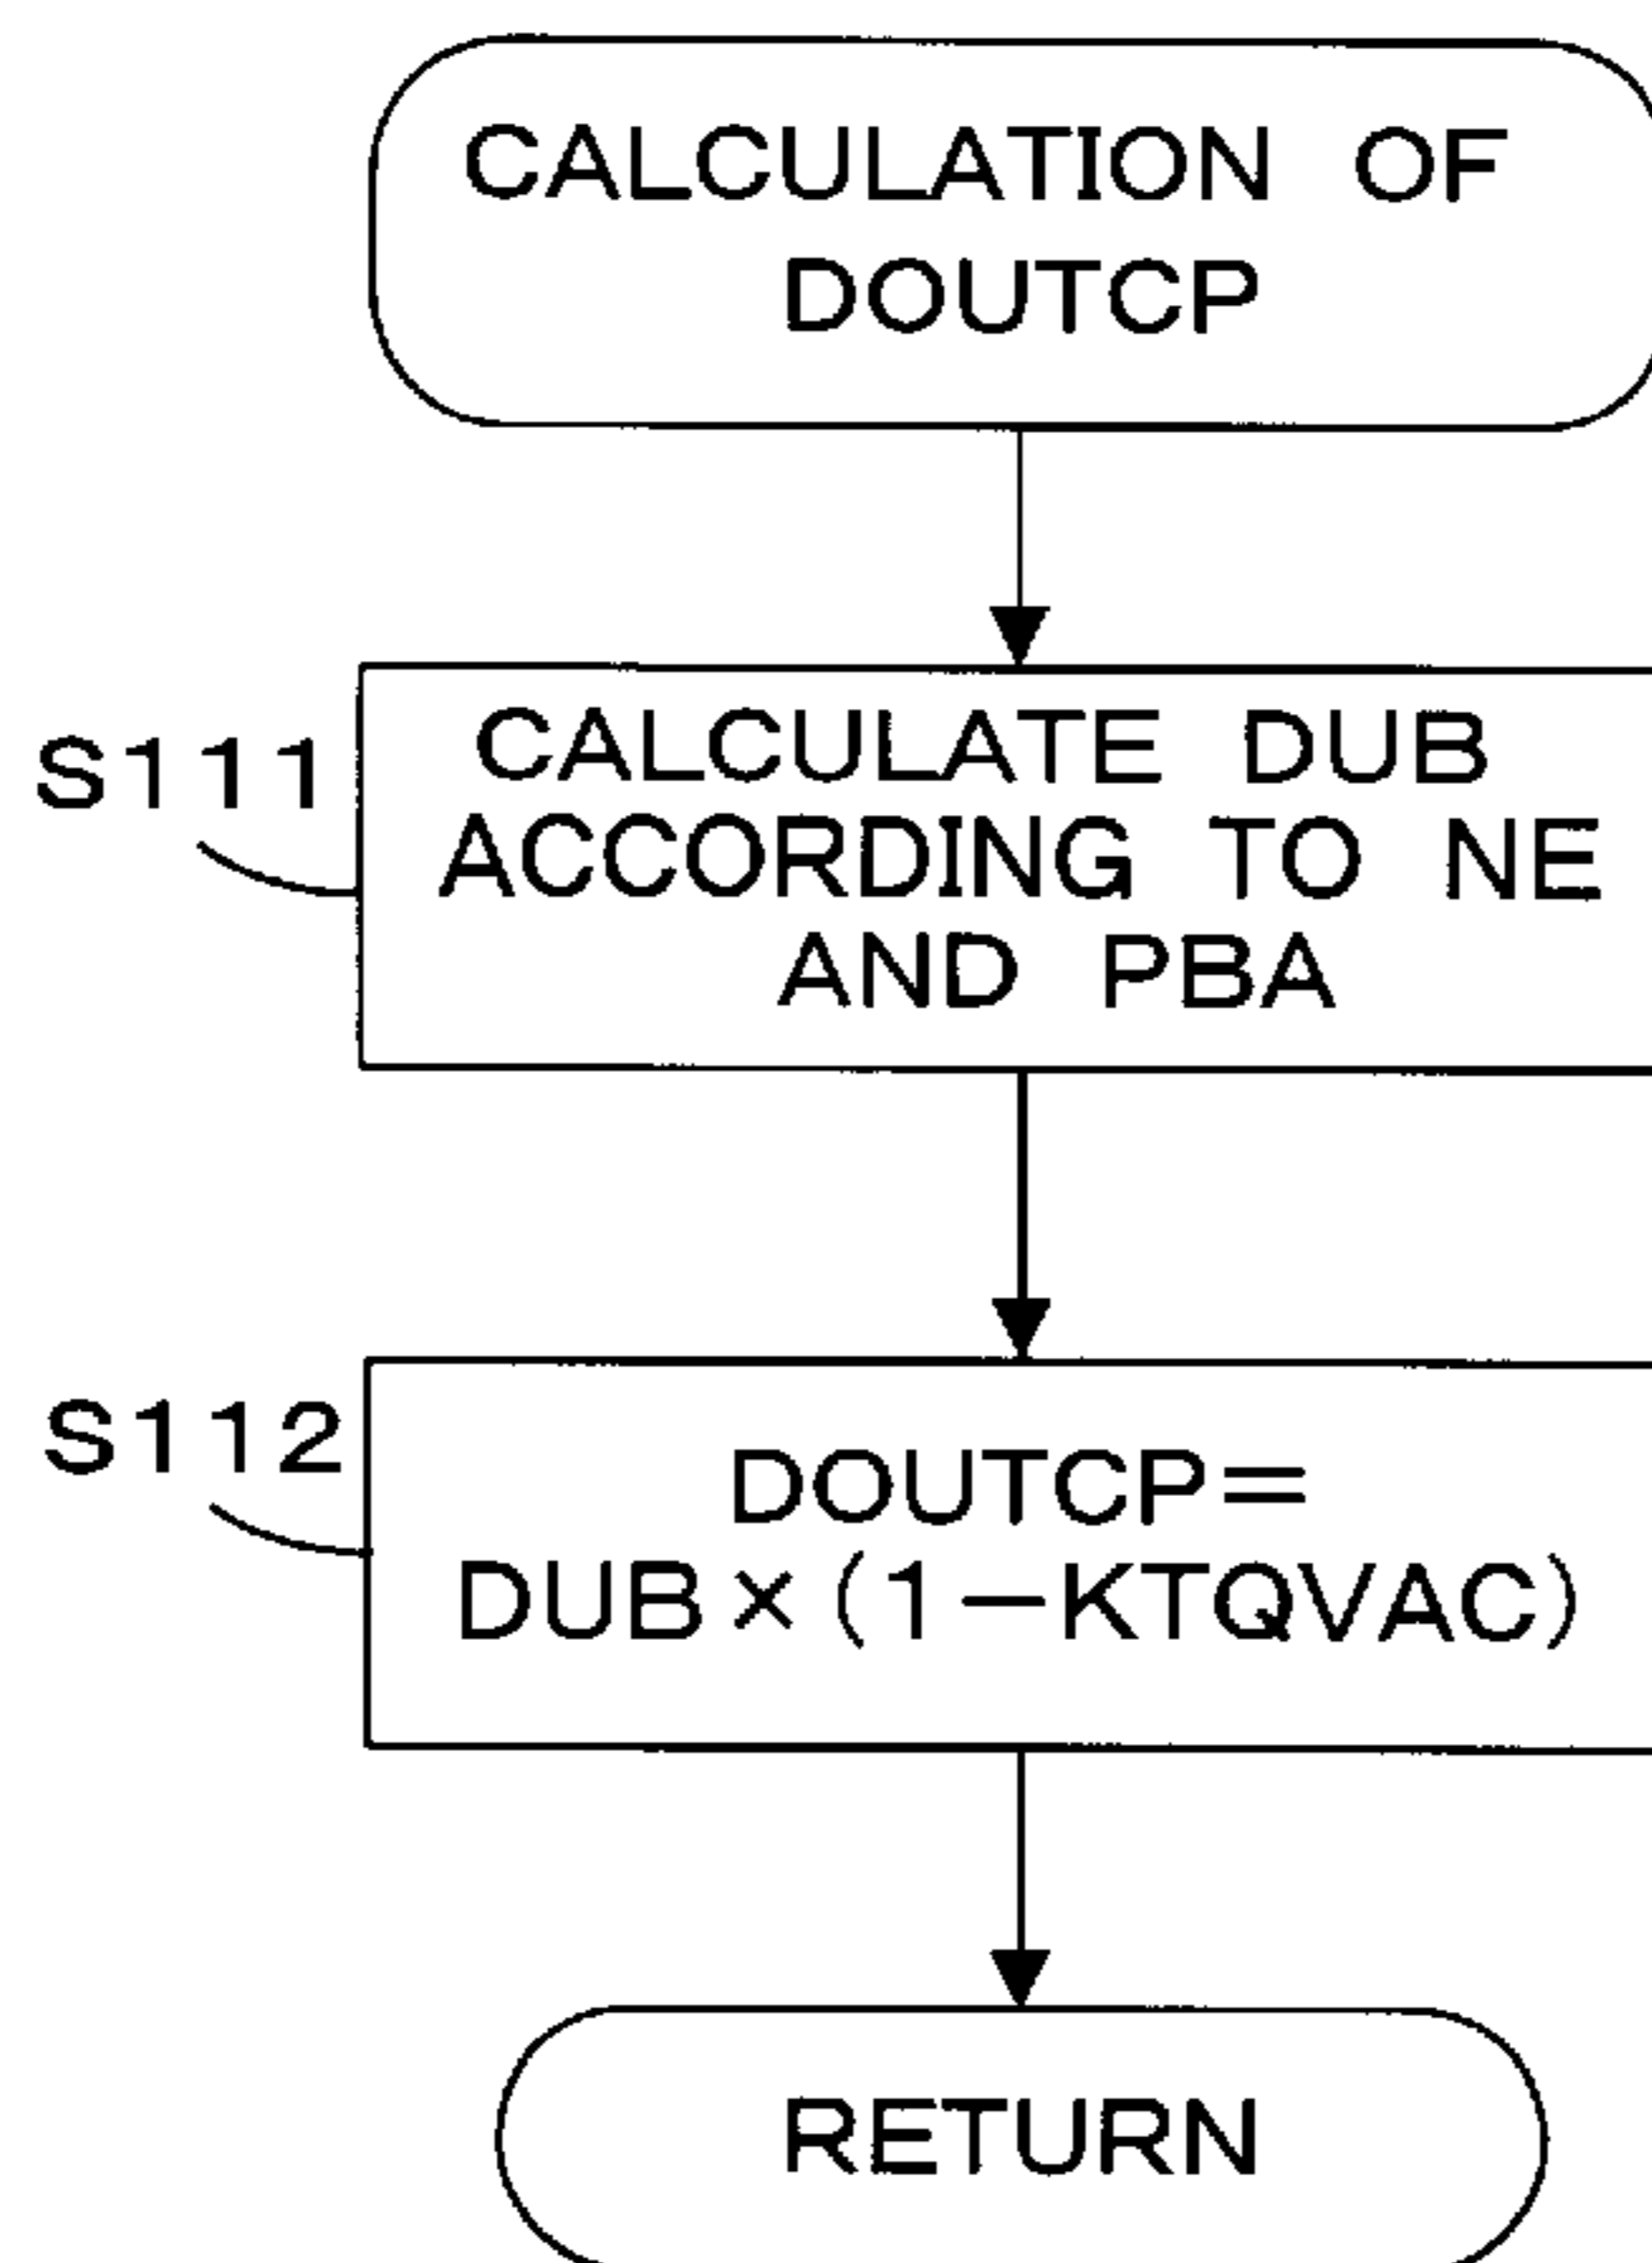 CALCULATION OF
DOUTCP
S111
CALCULATE DUB
ACCORDING TO NE
AND PBA
S112
DOUTCP=
DUB×(1−KTQVAC)
RETURN